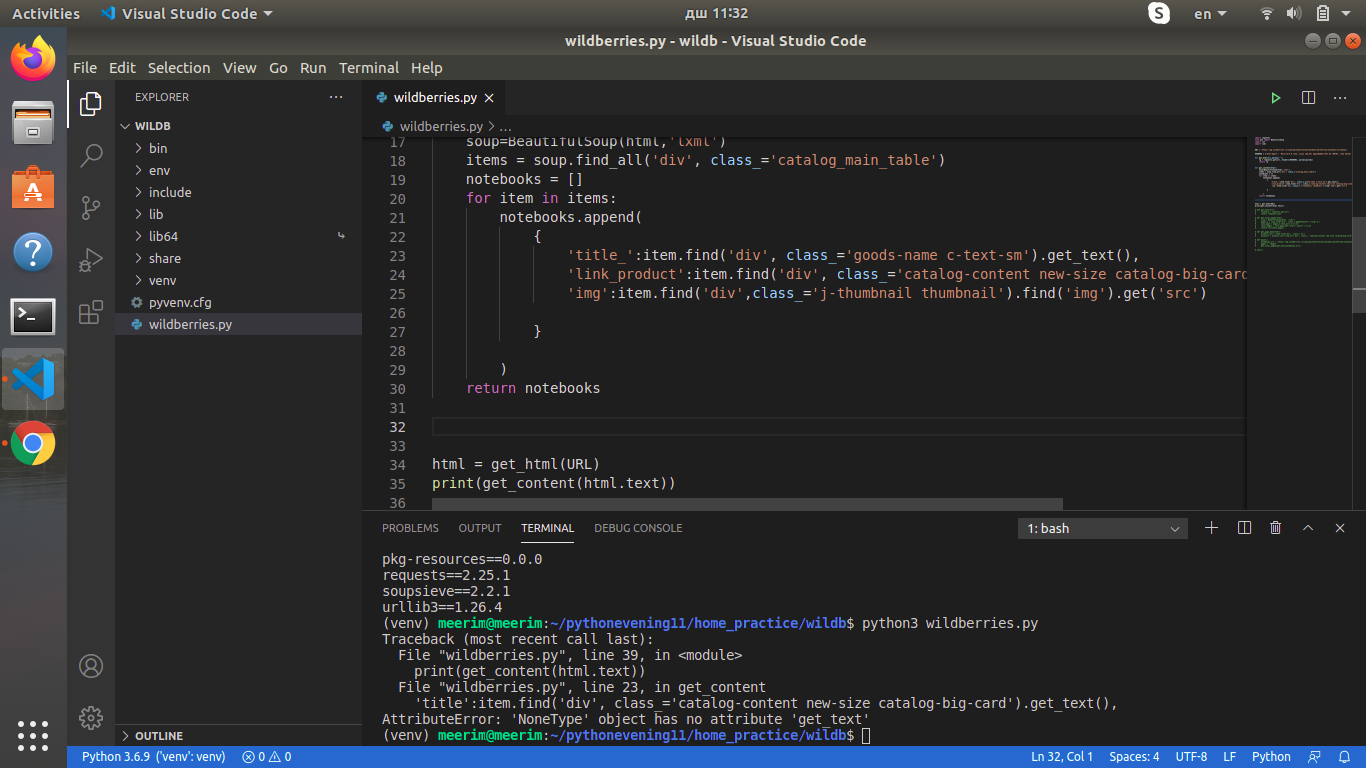 Activities
Visual Studio Code
дш 11:32
S
en
wildberries.py - wildb - Visual Studio Code
File Edit Selection View Go Run Terminal Help
EXPLORER
WILDB
bin
env
include
lib
lib64
share
venv
pyvenv.cfg
wildberries.py
OUTLINE
wildberries.py
wildberries.py > ...
17 soup=BeautifulSoup(html,'lxml')
18 items = soup.find_all('div', class_='catalog_main_table')
19 notebooks = []
20 for item in items:
21 notebooks.append(
22 {
23 'title_':item.find('div', class_='goods-name c-text-sm').get_text(),
24 'link_product':item.find('div', class_='catalog-content new-size catalog-big-card
25 'img':item.find('div',class_='j-thumbnail thumbnail').find('img').get('src')
26
27 }
28
29 )
30 return notebooks
31
32
33
34 html = get_html(URL)
35 print(get_content(html.text))
36
PROBLEMS OUTPUT TERMINAL DEBUG CONSOLE
1: bash
pkg-resources==0.0.0
requests==2.25.1
soupsieve==2.2.1
urllib3==1.26.4
(venv) meerim@meerim:~/pythonevening11/home_practice/wildb$ python3 wildberries.py
Traceback (most recent call last):
File "wildberries.py", line 39, in <module>
print(get_content(html.text))
File "wildberries.py", line 23, in get_content
'title':item.find('div', class_='catalog-content new-size catalog-big-card').get_text(),
AttributeError: 'NoneType' object has no attribute 'get_text'
(venv) meerim@meerim:~/pythonevening11/home_practice/wildb$
Python 3.6.9 ('venv': venv) 0 0
Ln 32, Col 1 Spaces: 4 UTF-8 LF Python